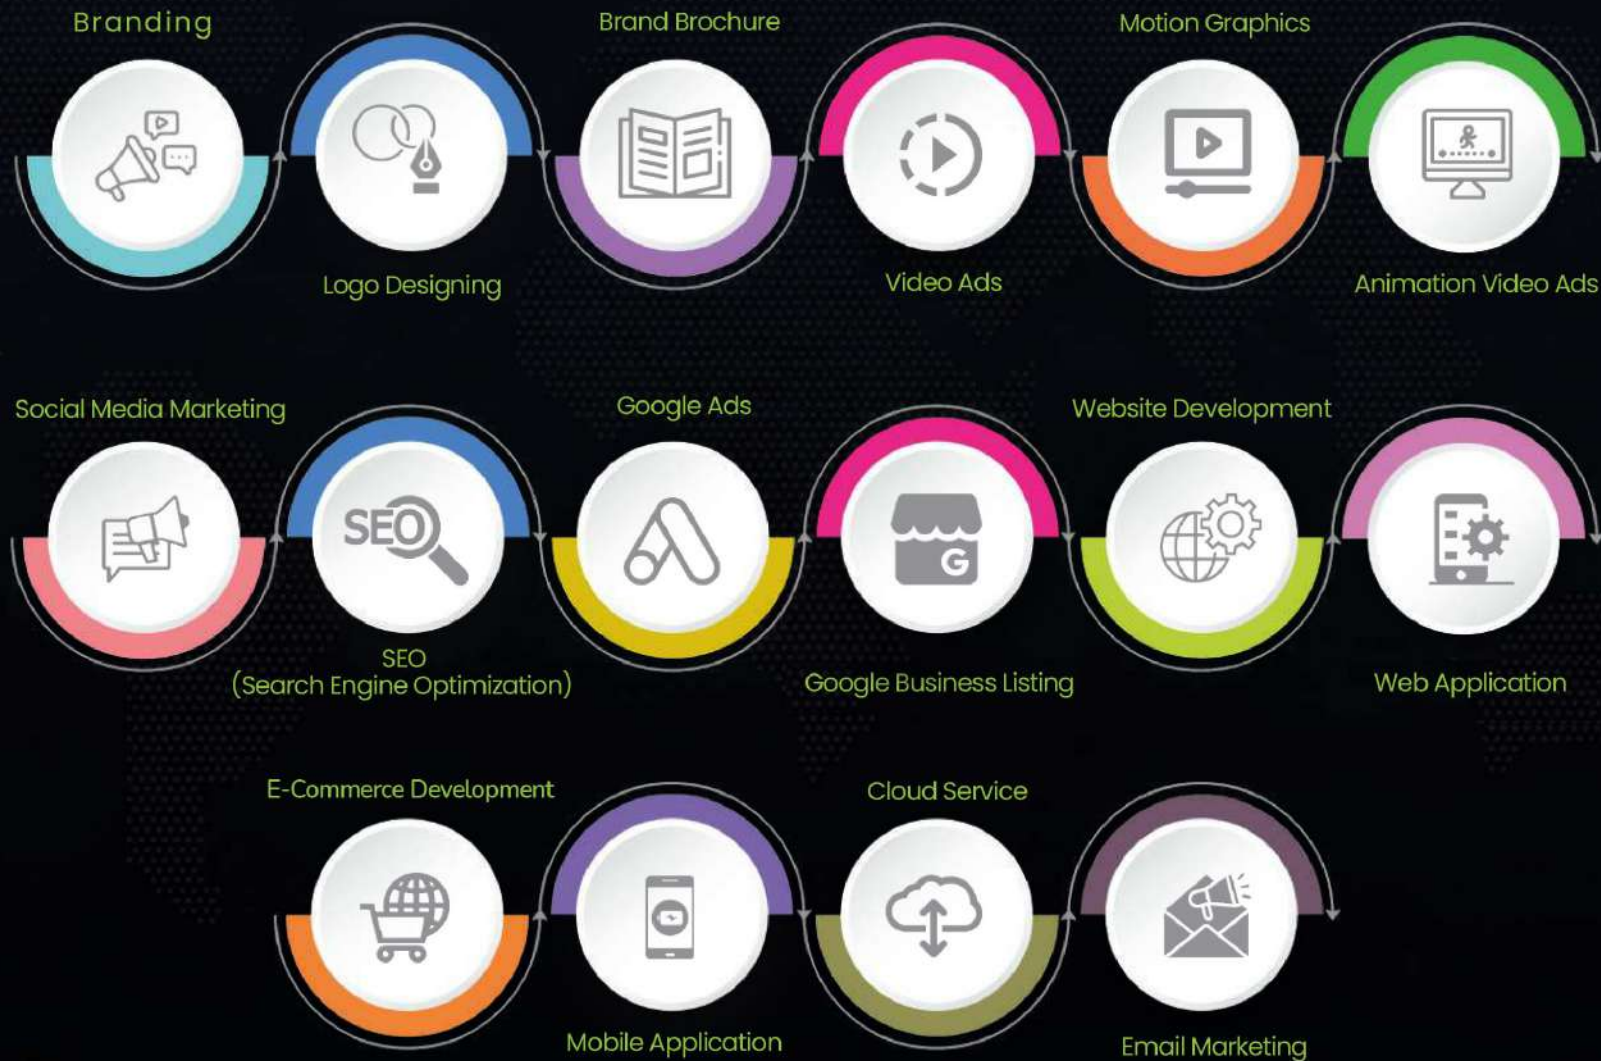 Branding
Logo Designing
Brand Brochure
Video Ads
Motion Graphics
Animation Video Ads
Social Media Marketing
SEO
SEO
(Search Engine Optimization)
Google Ads
G
Google Business Listing
Website Development
Web Application
E-Commerce Development
Mobile Application
Cloud Service
Email Marketing